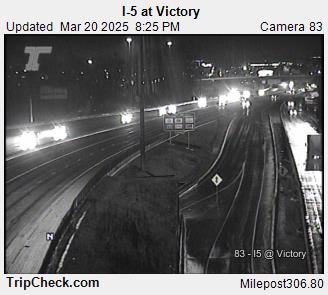 I-5 at Victory
Updated Mar 20 2025 8:25 PM Camera 83
N
83 - I5 @ Victory
TripCheck.com Milepost306.80